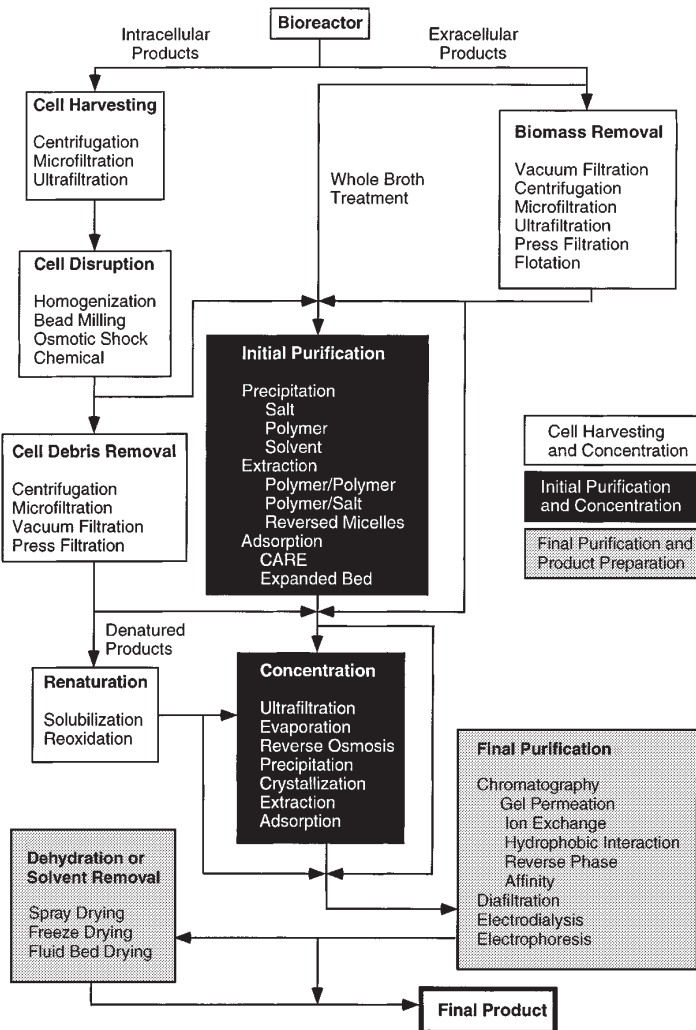 Bioreactor
Intracellular
Products
Extracellular
Products
Cell Harvesting
Centrifugation
Microfiltration
Ultrafiltration
Biomass Removal
Vacuum Filtration
Centrifugation
Microfiltration
Ultrafiltration
Press Filtration
Flotation
Whole Broth
Treatment
Cell Disruption
Homogenization
Bead Milling
Osmotic Shock
Chemical
Initial Purification
Precipitation
Salt
Polymer
Solvent
Extraction
Polymer/Polymer
Polymer/Salt
Reversed Micelles
Adsorption
CARE
Expanded Bed
Cell Debris Removal
Centrifugation
Microfiltration
Vacuum Filtration
Press Filtration
Cell Harvesting
and Concentration
Initial Purification
and Concentration
Final Purification and
Product Preparation
Denatured
Products
Renaturation
Solubilization
Reoxidation
Concentration
Ultrafiltration
Evaporation
Reverse Osmosis
Precipitation
Crystallization
Extraction
Adsorption
Final Purification
Chromatography
Gel Permeation
Ion Exchange
Hydrophobic Interaction
Reverse Phase
Affinity
Diafiltration
Electrodialysis
Electrophoresis
Dehydration or
Solvent Removal
Spray Drying
Freeze Drying
Fluid Bed Drying
Final Product